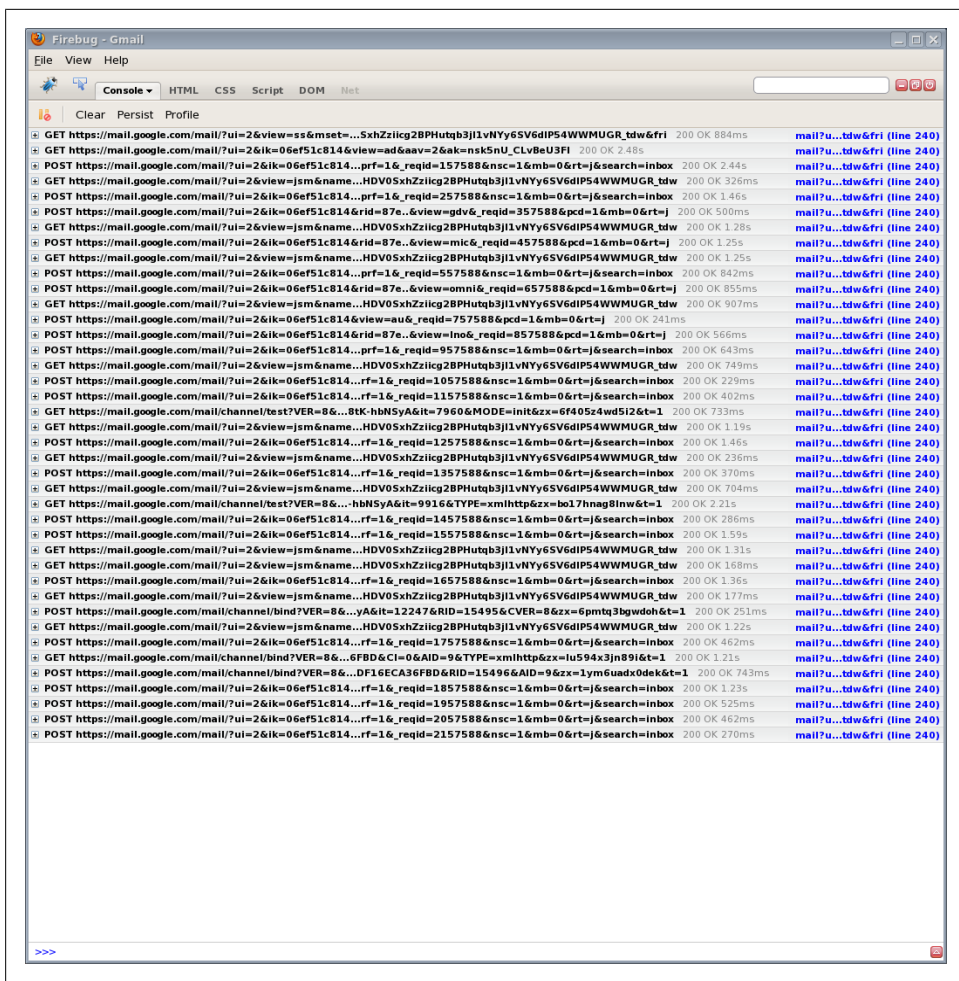 Firebug - Gmail
File View Help
Console HTML CSS Script DOM Net
Clear Persist Profile
GET https://mail.google.com/mail/?ui=2&view=ss&mset=...SxhZziicg2BPHutqb3jl1vNYy6SV6dIP54WWMUGR_tdw&fri 200 OK 884ms mail?u...tdw&fri (line 240)
GET https://mail.google.com/mail/?ui=2&ik=06ef51c814&view=ad&aav=2&ak=nsk5nU_CLvBeU3FI 200 OK 2.48s mail?u...tdw&fri (line 240)
POST https://mail.google.com/mail/?ui=2&ik=06ef51c814...prf=1&_reqid=157588&nsc=1&mb=0&rt=j&search=inbox 200 OK 2.44s mail?u...tdw&fri (line 240)
GET https://mail.google.com/mail/?ui=2&view=jsm&name...HDV0SxhZziicg2BPHutqb3jl1vNYy6SV6dIP54WWMUGR_tdw 200 OK 326ms mail?u...tdw&fri (line 240)
POST https://mail.google.com/mail/?ui=2&ik=06ef51c814...prf=1&_reqid=257588&nsc=1&mb=0&rt=j&search=inbox 200 OK 1.46s mail?u...tdw&fri (line 240)
POST https://mail.google.com/mail/?ui=2&ik=06ef51c814&rid=87e..&view=gdv&_reqid=357588&pcd=1&mb=0&rt=j 200 OK 500ms mail?u...tdw&fri (line 240)
GET https://mail.google.com/mail/?ui=2&view=jsm&name...HDV0SxhZziicg2BPHutqb3jl1vNYy6SV6dIP54WWMUGR_tdw 200 OK 1.28s mail?u...tdw&fri (line 240)
POST https://mail.google.com/mail/?ui=2&ik=06ef51c814&rid=87e..&view=mic&_reqid=457588&pcd=1&mb=0&rt=j 200 OK 1.25s mail?u...tdw&fri (line 240)
GET https://mail.google.com/mail/?ui=2&view=jsm&name...HDV0SxhZziicg2BPHutqb3jl1vNYy6SV6dIP54WWMUGR_tdw 200 OK 1.25s mail?u...tdw&fri (line 240)
POST https://mail.google.com/mail/?ui=2&ik=06ef51c814...prf=1&_reqid=557588&nsc=1&mb=0&rt=j&search=inbox 200 OK 842ms mail?u...tdw&fri (line 240)
POST https://mail.google.com/mail/?ui=2&ik=06ef51c814&rid=87e..&view=omni&_reqid=657588&pcd=1&mb=0&rt=j 200 OK 855ms mail?u...tdw&fri (line 240)
GET https://mail.google.com/mail/?ui=2&view=jsm&name...HDV0SxhZziicg2BPHutqb3jl1vNYy6SV6dIP54WWMUGR_tdw 200 OK 907ms mail?u...tdw&fri (line 240)
POST https://mail.google.com/mail/?ui=2&ik=06ef51c814&view=au&_reqid=757588&pcd=1&mb=0&rt=j 200 OK 241ms mail?u...tdw&fri (line 240)
POST https://mail.google.com/mail/?ui=2&ik=06ef51c814&rid=87e..&view=lno&_reqid=857588&pcd=1&mb=0&rt=j 200 OK 566ms mail?u...tdw&fri (line 240)
POST https://mail.google.com/mail/?ui=2&ik=06ef51c814...prf=1&_reqid=957588&nsc=1&mb=0&rt=j&search=inbox 200 OK 643ms mail?u...tdw&fri (line 240)
GET https://mail.google.com/mail/?ui=2&view=jsm&name...HDV0SxhZziicg2BPHutqb3jl1vNYy6SV6dIP54WWMUGR_tdw 200 OK 749ms mail?u...tdw&fri (line 240)
POST https://mail.google.com/mail/?ui=2&ik=06ef51c814...rf=1&_reqid=1057588&nsc=1&mb=0&rt=j&search=inbox 200 OK 229ms mail?u...tdw&fri (line 240)
POST https://mail.google.com/mail/?ui=2&ik=06ef51c814...rf=1&_reqid=1157588&nsc=1&mb=0&rt=j&search=inbox 200 OK 402ms mail?u...tdw&fri (line 240)
GET https://mail.google.com/mail/channel/test?VER=8&...8tK-hbNSyA&it=7960&MODE=init&zx=6f405z4wd5i2&t=1 200 OK 733ms mail?u...tdw&fri (line 240)
GET https://mail.google.com/mail/?ui=2&view=jsm&name...HDV0SxhZziicg2BPHutqb3jl1vNYy6SV6dIP54WWMUGR_tdw 200 OK 1.19s mail?u...tdw&fri (line 240)
POST https://mail.google.com/mail/?ui=2&ik=06ef51c814...rf=1&_reqid=1257588&nsc=1&mb=0&rt=j&search=inbox 200 OK 1.46s mail?u...tdw&fri (line 240)
GET https://mail.google.com/mail/?ui=2&view=jsm&name...HDV0SxhZziicg2BPHutqb3jl1vNYy6SV6dIP54WWMUGR_tdw 200 OK 236ms mail?u...tdw&fri (line 240)
POST https://mail.google.com/mail/?ui=2&ik=06ef51c814...rf=1&_reqid=1357588&nsc=1&mb=0&rt=j&search=inbox 200 OK 370ms mail?u...tdw&fri (line 240)
GET https://mail.google.com/mail/?ui=2&view=jsm&name...HDV0SxhZziicg2BPHutqb3jl1vNYy6SV6dIP54WWMUGR_tdw 200 OK 704ms mail?u...tdw&fri (line 240)
GET https://mail.google.com/mail/channel/test?VER=8&...-hbNSyA&it=9916&TYPE=xmlhttp&zx=bo17hnag8lnw&t=1 200 OK 2.21s mail?u...tdw&fri (line 240)
POST https://mail.google.com/mail/?ui=2&ik=06ef51c814...rf=1&_reqid=1457588&nsc=1&mb=0&rt=j&search=inbox 200 OK 286ms mail?u...tdw&fri (line 240)
POST https://mail.google.com/mail/?ui=2&ik=06ef51c814...rf=1&_reqid=1557588&nsc=1&mb=0&rt=j&search=inbox 200 OK 1.59s mail?u...tdw&fri (line 240)
GET https://mail.google.com/mail/?ui=2&view=jsm&name...HDV0SxhZziicg2BPHutqb3jl1vNYy6SV6dIP54WWMUGR_tdw 200 OK 1.31s mail?u...tdw&fri (line 240)
GET https://mail.google.com/mail/?ui=2&view=jsm&name...HDV0SxhZziicg2BPHutqb3jl1vNYy6SV6dIP54WWMUGR_tdw 200 OK 168ms mail?u...tdw&fri (line 240)
POST https://mail.google.com/mail/?ui=2&ik=06ef51c814...rf=1&_reqid=1657588&nsc=1&mb=0&rt=j&search=inbox 200 OK 1.36s mail?u...tdw&fri (line 240)
GET https://mail.google.com/mail/?ui=2&view=jsm&name...HDV0SxhZziicg2BPHutqb3jl1vNYy6SV6dIP54WWMUGR_tdw 200 OK 177ms mail?u...tdw&fri (line 240)
POST https://mail.google.com/mail/channel/bind?VER=8&...yA&it=12247&RID=15495&CVER=8&zx=6pmtq3bgwdoh&t=1 200 OK 251ms mail?u...tdw&fri (line 240)
GET https://mail.google.com/mail/?ui=2&view=jsm&name...HDV0SxhZziicg2BPHutqb3jl1vNYy6SV6dIP54WWMUGR_tdw 200 OK 1.22s mail?u...tdw&fri (line 240)
POST https://mail.google.com/mail/?ui=2&ik=06ef51c814...rf=1&_reqid=1757588&nsc=1&mb=0&rt=j&search=inbox 200 OK 462ms mail?u...tdw&fri (line 240)
GET https://mail.google.com/mail/channel/bind?VER=8&...6FBD&CI=0&AID=9&TYPE=xmlhttp&zx=lu594x3jn89i&t=1 200 OK 1.21s mail?u...tdw&fri (line 240)
POST https://mail.google.com/mail/channel/bind?VER=8&...DF16ECA36FBD&RID=15496&AID=9&zx=1ym6uadx0dek&t=1 200 OK 743ms mail?u...tdw&fri (line 240)
POST https://mail.google.com/mail/?ui=2&ik=06ef51c814...rf=1&_reqid=1857588&nsc=1&mb=0&rt=j&search=inbox 200 OK 1.23s mail?u...tdw&fri (line 240)
POST https://mail.google.com/mail/?ui=2&ik=06ef51c814...rf=1&_reqid=1957588&nsc=1&mb=0&rt=j&search=inbox 200 OK 525ms mail?u...tdw&fri (line 240)
POST https://mail.google.com/mail/?ui=2&ik=06ef51c814...rf=1&_reqid=2057588&nsc=1&mb=0&rt=j&search=inbox 200 OK 462ms mail?u...tdw&fri (line 240)
POST https://mail.google.com/mail/?ui=2&ik=06ef51c814...rf=1&_reqid=2157588&nsc=1&mb=0&rt=j&search=inbox 200 OK 270ms mail?u...tdw&fri (line 240)
>>>